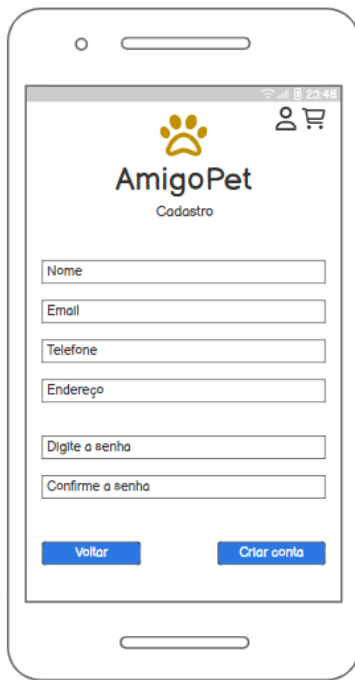 23:48
AmigoPet
Cadastro
Nome
Email
Telefone
Endereço
Digite a senha
Confirme a senha
Voltar
Criar conta